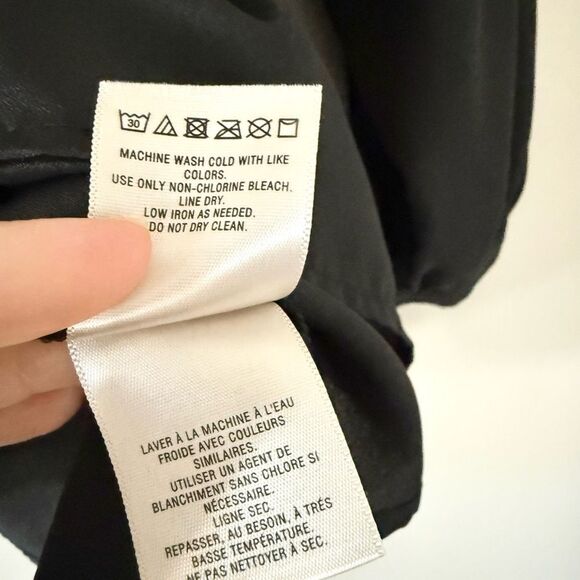 30
MACHINE WASH COLD WITH LIKE
COLORS.
USE ONLY NON-CHLORINE BLEACH.
LINE DRY.
LOW IRON AS NEEDED.
DO NOT DRY CLEAN.
LAVER À LA MACHINE À L'EAU
FROIDE AVEC COULEURS
SIMILAIRES.
UTILISER UN AGENT DE
BLANCHIMENT SANS CHLORE SI
NÉCESSAIRE.
LIGNE SEC.
REPASSER, AU BESOIN, À TRÉS
BASSE TEMPÉRATURE.
NE PAS NETTOYER À SEC.